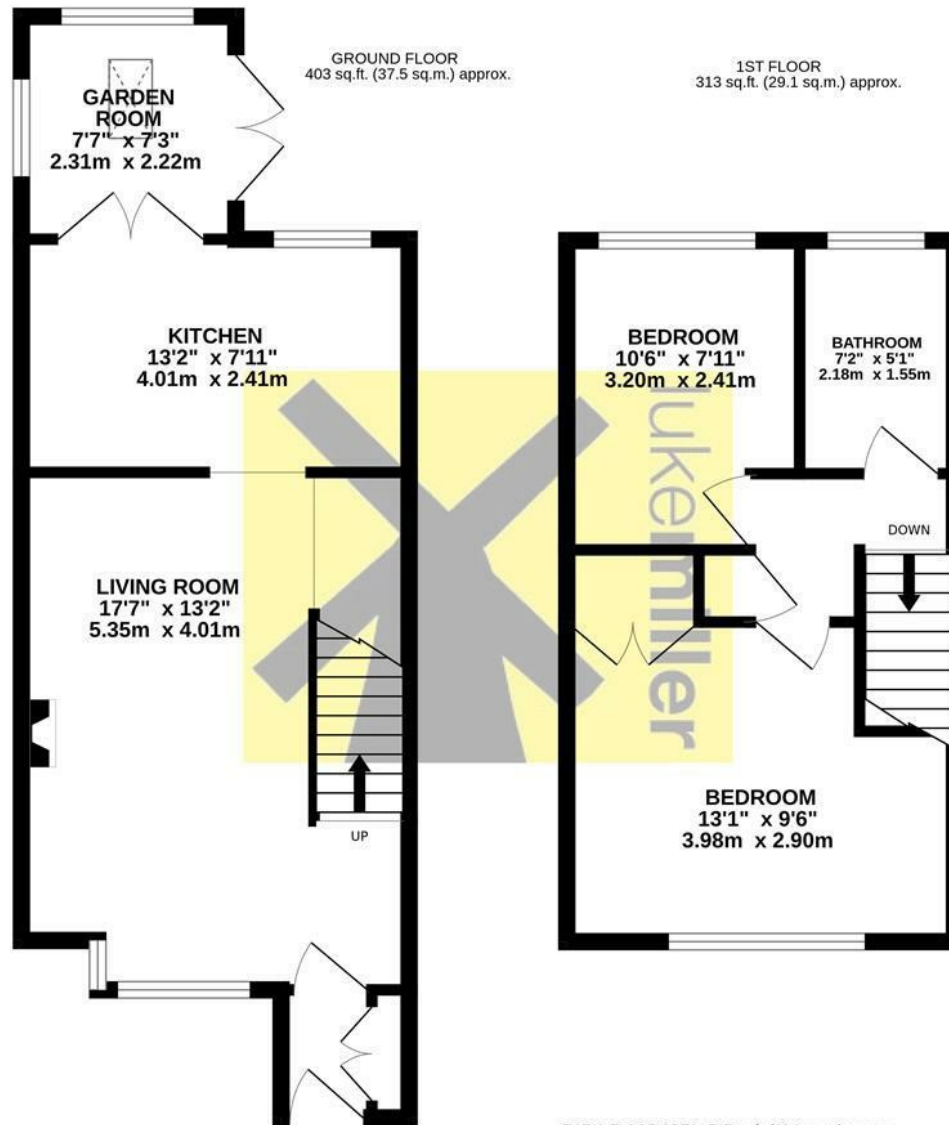 GROUND FLOOR
403 sq.ft. (37.5 sq.m.) approx.
1ST FLOOR
313 sq.ft. (29.1 sq.m.) approx.
GARDEN
ROOM
7'7" x 7'3"
2.31m x 2.22m
KITCHEN
13'2" x 7'11"
4.01m x 2.41m
LIVING ROOM
17'7" x 13'2"
5.35m x 4.01m
UP
BEDROOM
10'6" x 7'11"
3.20m x 2.41m
BATHROOM
7'2" x 5'1"
2.18m x 1.55m
DOWN
BEDROOM
13'1" x 9'6"
3.98m x 2.90m
lukemiller